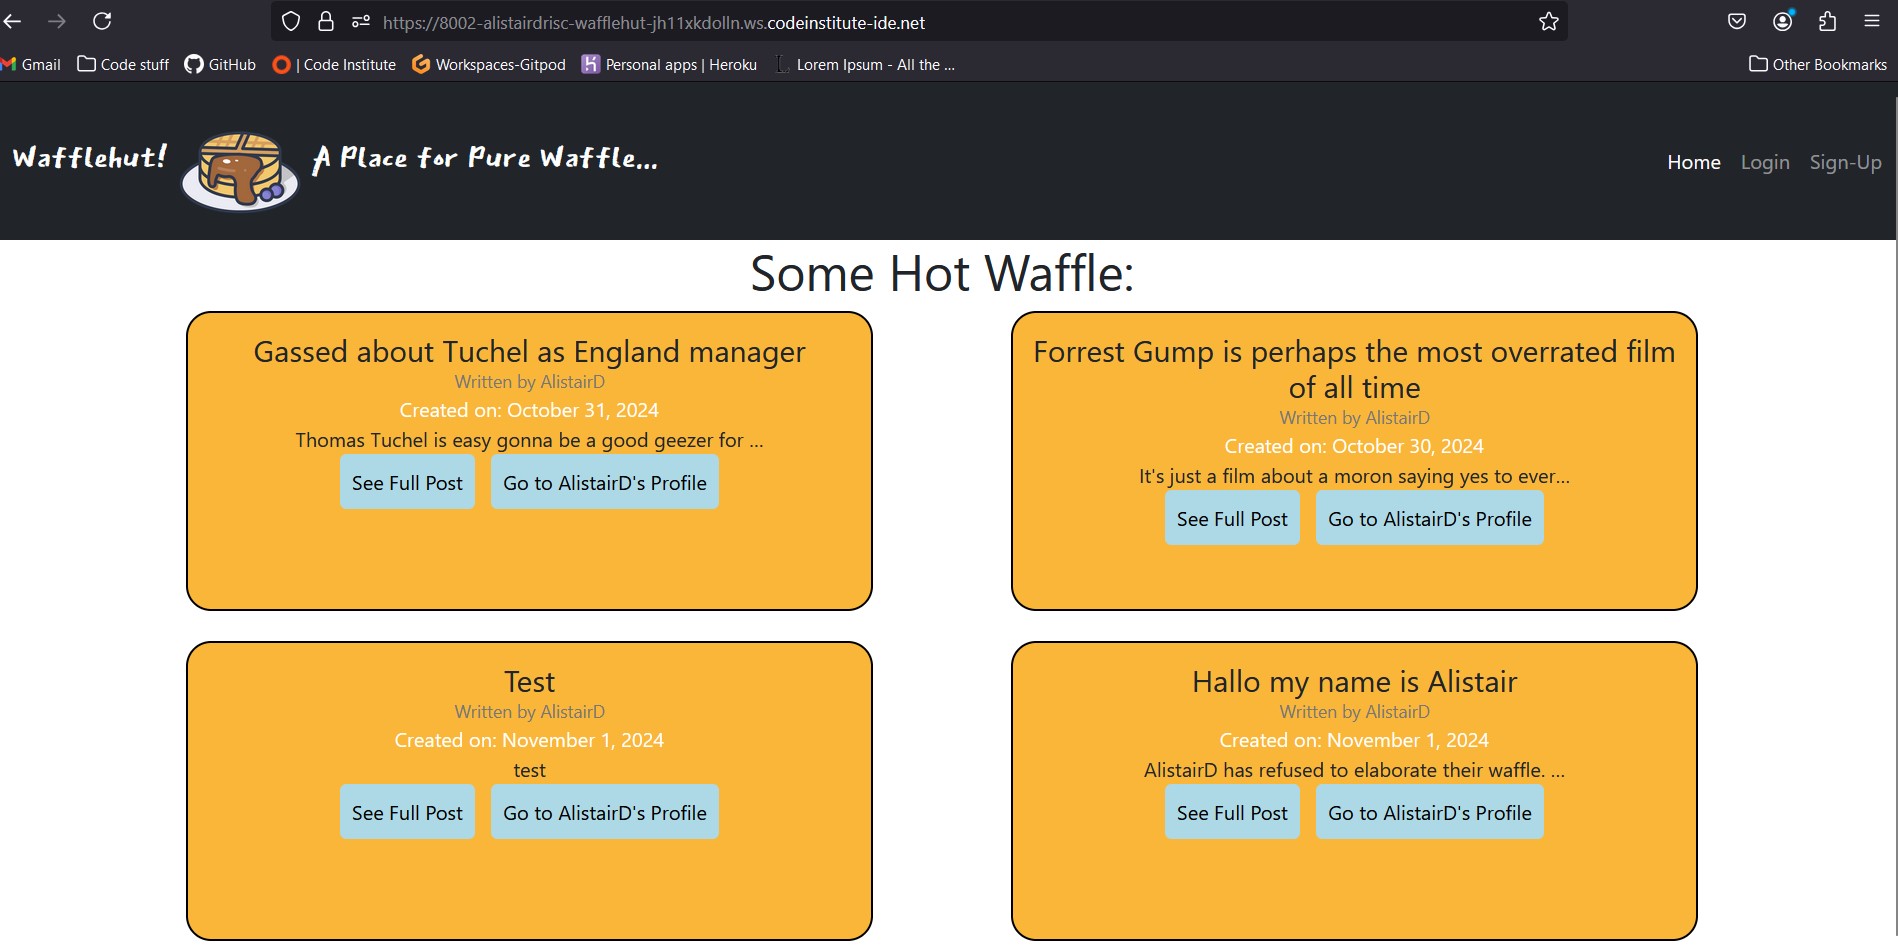 https://8002-alistairdrisc-wafflehut-jh11xkdolln.ws.codeinstitute-ide.net
Gmail Code stuff GitHub | Code Institute Workspaces-Gitpod Personal apps | Heroku Lorem Ipsum - All the ... Other Bookmarks
Wafflehut! A Place for Pure Waffle...
Home Login Sign-Up
Some Hot Waffle:
Gassed about Tuchel as England manager
Written by AlistairD
Created on: October 31, 2024
Thomas Tuchel is easy gonna be a good geezer for ...
See Full Post Go to AlistairD's Profile
Forrest Gump is perhaps the most overrated film
of all time
Written by AlistairD
Created on: October 30, 2024
It's just a film about a moron saying yes to ever...
See Full Post Go to AlistairD's Profile
Test
Written by AlistairD
Created on: November 1, 2024
test
See Full Post Go to AlistairD's Profile
Hallo my name is Alistair
Written by AlistairD
Created on: November 1, 2024
AlistairD has refused to elaborate their waffle. ...
See Full Post Go to AlistairD's Profile